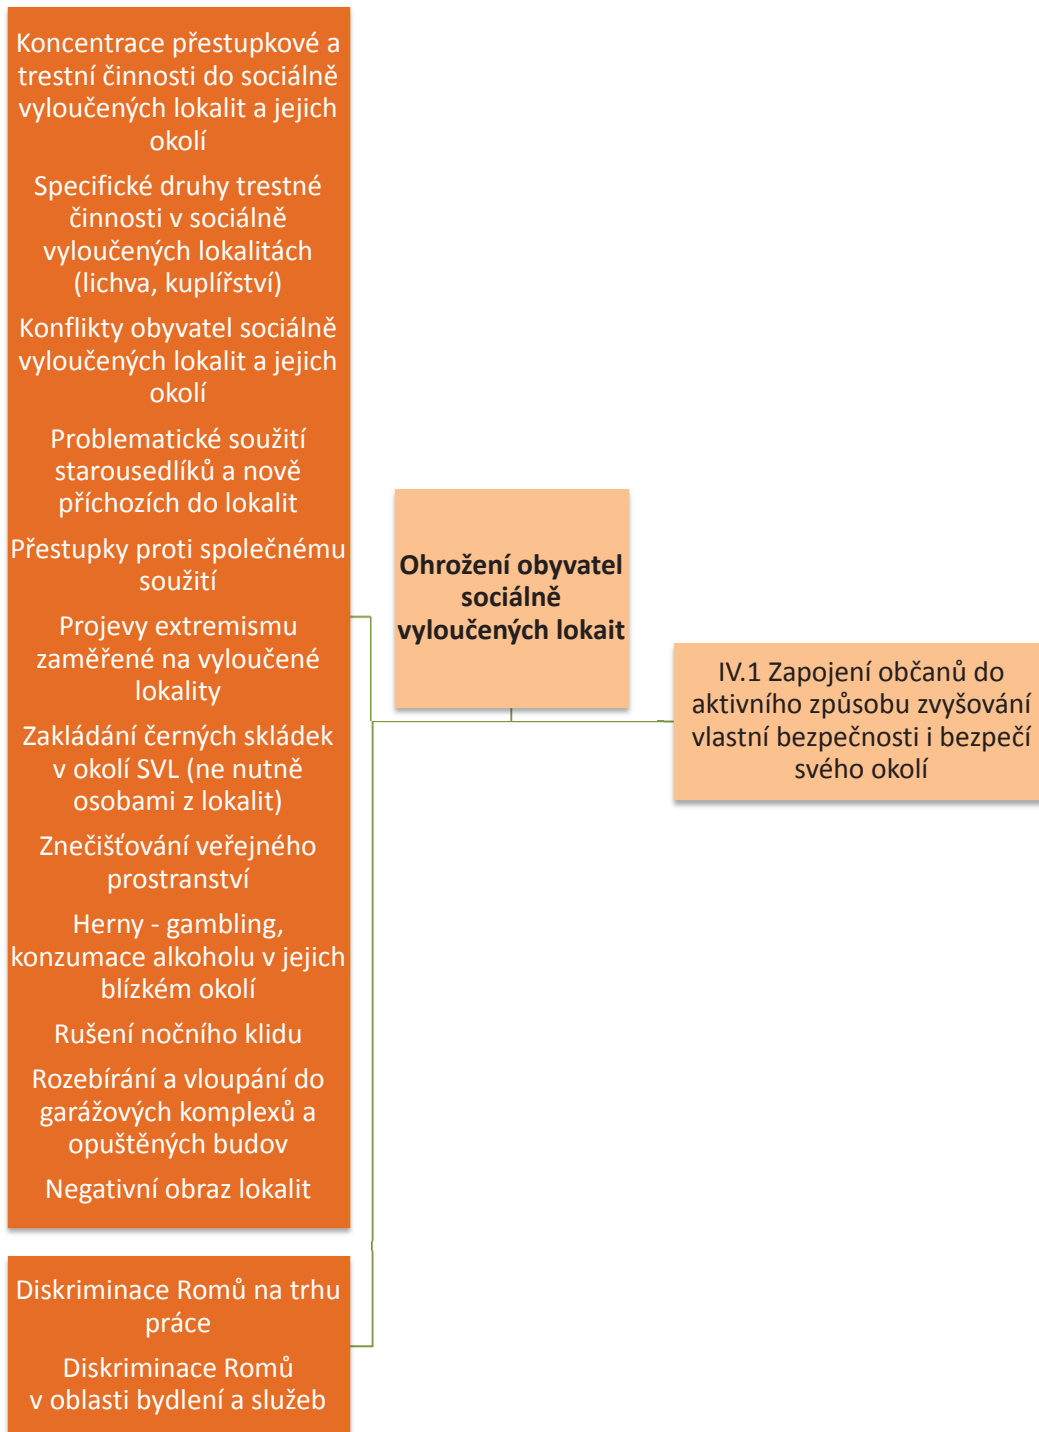 Koncentrace přestupkové a
trestní činnosti do sociálně
vyloučených lokalit a jejich
okolí
Specifické druhy trestné
činnosti v sociálně
vyloučených lokalitách
(lichva, kuplířství)
Konflikty obyvatel sociálně
vyloučených lokalit a jejich
okolí
Problematické soužití
starousedlíků a nově
příchozích do lokalit
Přestupky proti společnému
soužití
Projevy extremismu
zaměřené na vyloučené
lokality
Zakládání černých skládek
v okolí SVL (ne nutně
osobami z lokalit)
Znečišťování veřejného
prostranství
Herny - gambling,
konzumace alkoholu v jejich
blízkém okolí
Rušení nočního klidu
Rozebírání a vloupání do
garážových komplexů a
opuštěných budov
Negativní obraz lokalit
Diskriminace Romů na trhu
práce
Diskriminace Romů
v oblasti bydlení a služeb
Ohrožení obyvatel
sociálně
vyloučených lokait
IV.1 Zapojení občanů do
aktivního způsobu zvyšování
vlastní bezpečnosti i bezpečí
svého okolí